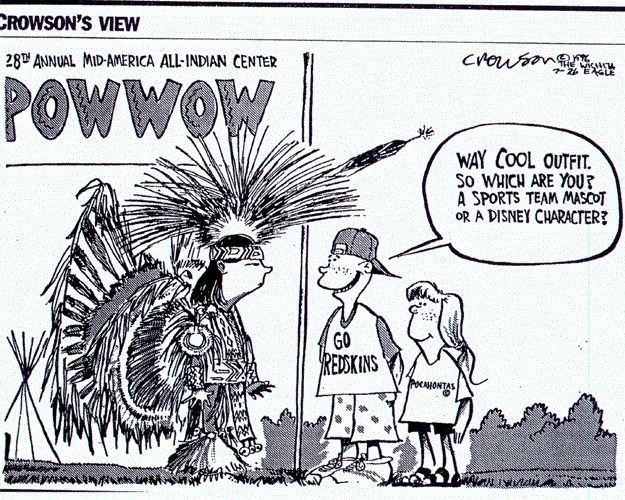 CROWSON'S VIEW
28TH ANNUAL MID-AMERICA ALL-INDIAN CENTER
POWWOW
CROWSON ©1996
THE WICHITA
7-26 EAGLE
WAY COOL OUTFIT.
SO WHICH ARE YOU?
A SPORTS TEAM MASCOT
OR A DISNEY CHARACTER?
GO
REDSKINS
POCAHONTAS
©